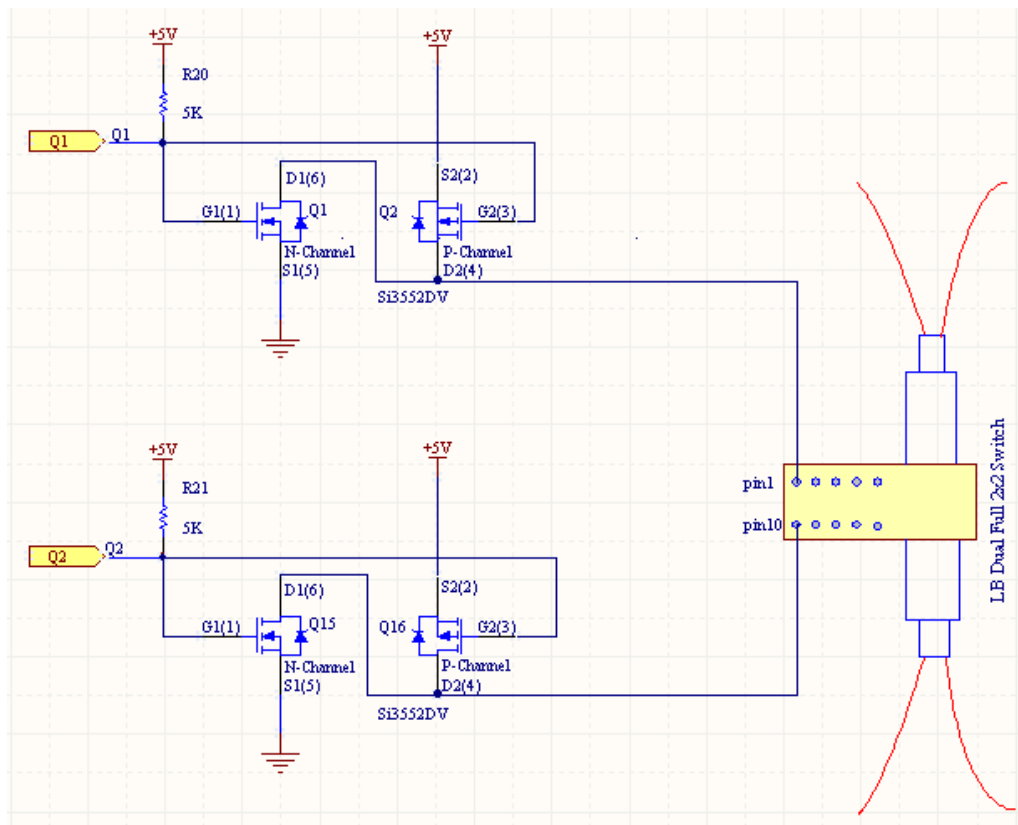 +5V
+5V
R20
5K
Q1
Q1
D1(6)
S2(2)
G1(1)
Q1
Q2
G2(3)
N-Channel
P-Channel
S1(5)
D2(4)
Si3552DV
+5V
+5V
R21
5K
pin1
pin10
LB Dual Full 2x2 Switch
Q2
Q2
D1(6)
S2(2)
G1(1)
Q15
Q16
G2(3)
N-Channel
P-Channel
S1(5)
D2(4)
Si3552DV